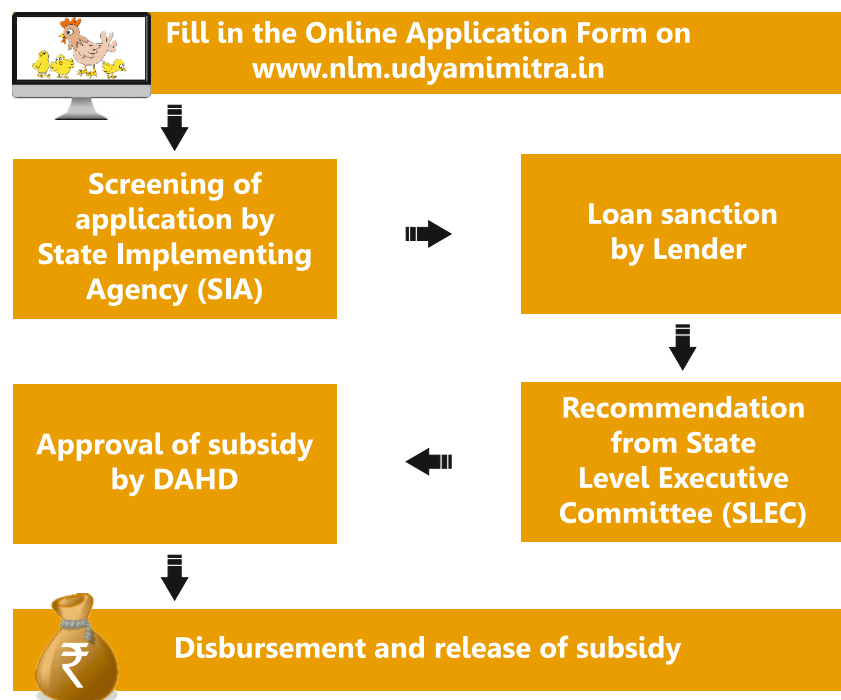 Fill in the Online Application Form on
www.nlm.udyamimitra.in
Screening of
application by
State Implementing
Agency (SIA)
Loan sanction
by Lender
Recommendation
from State
Level Executive
Committee (SLEC)
Approval of subsidy
by DAHD
₹
Disbursement and release of subsidy